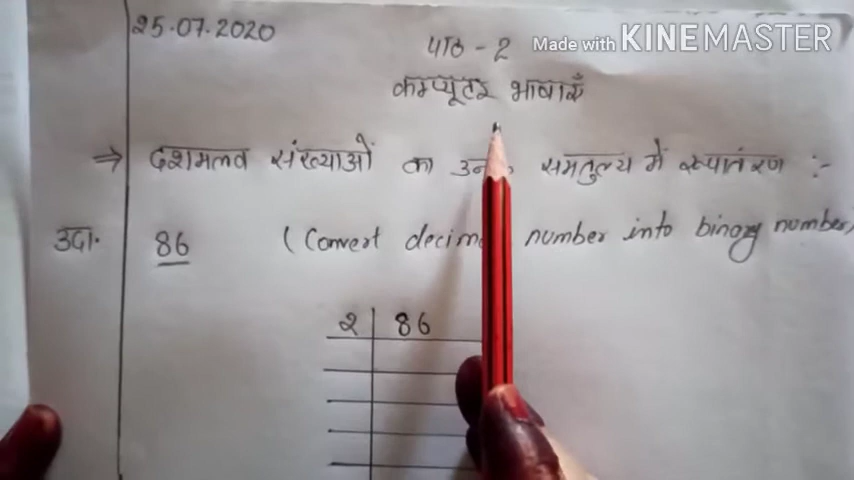 25.07.2020
पाठ - 2
Made with KINEMASTER
कम्प्यूटर भाषाएँ
⇒ दशमलव संख्याओं का समतुल्य में रूपांतरण :-
उदा. 86 (Convert number into binary number)
2 86